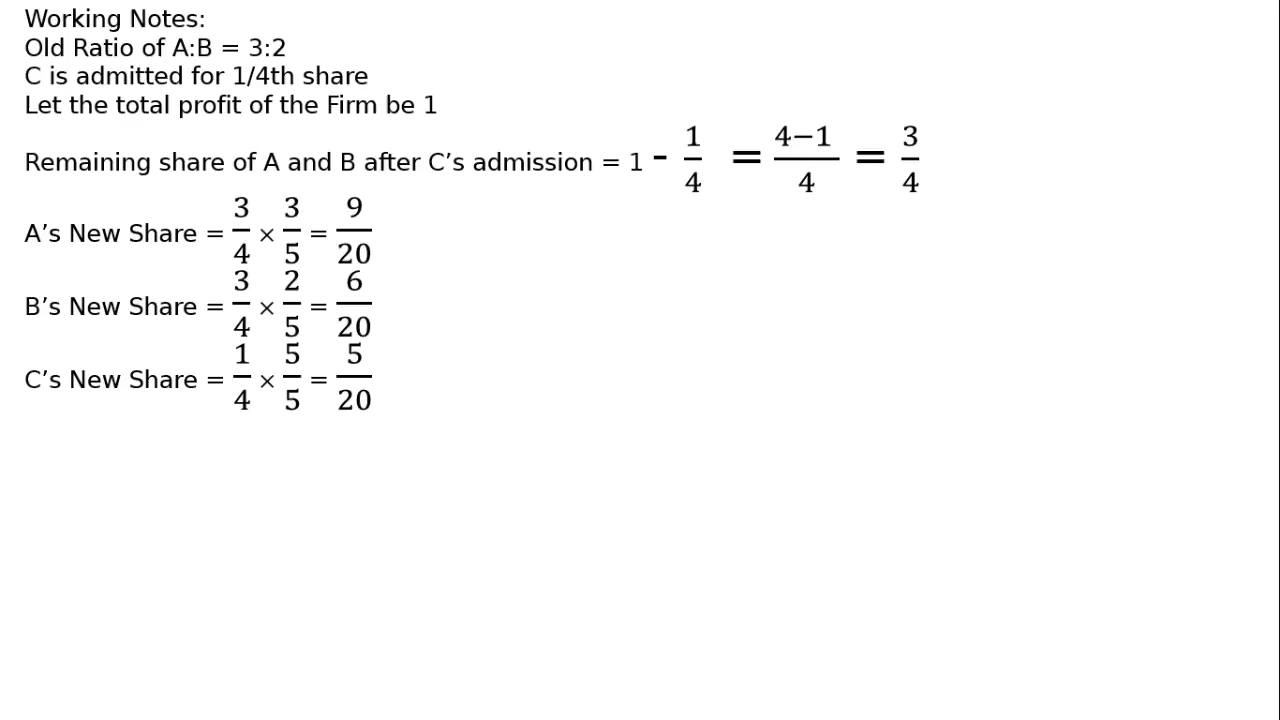 Working Notes:
Old Ratio of A:B = 3:2
C is admitted for 1/4th share
Let the total profit of the Firm be 1
Remaining share of A and B after C’s admission = 1 - 1/4 = 4−1/4 = 3/4
A’s New Share = 3/4 × 3/5 = 9/20
B’s New Share = 3/4 × 2/5 = 6/20
C’s New Share = 1/4 × 5/5 = 5/20